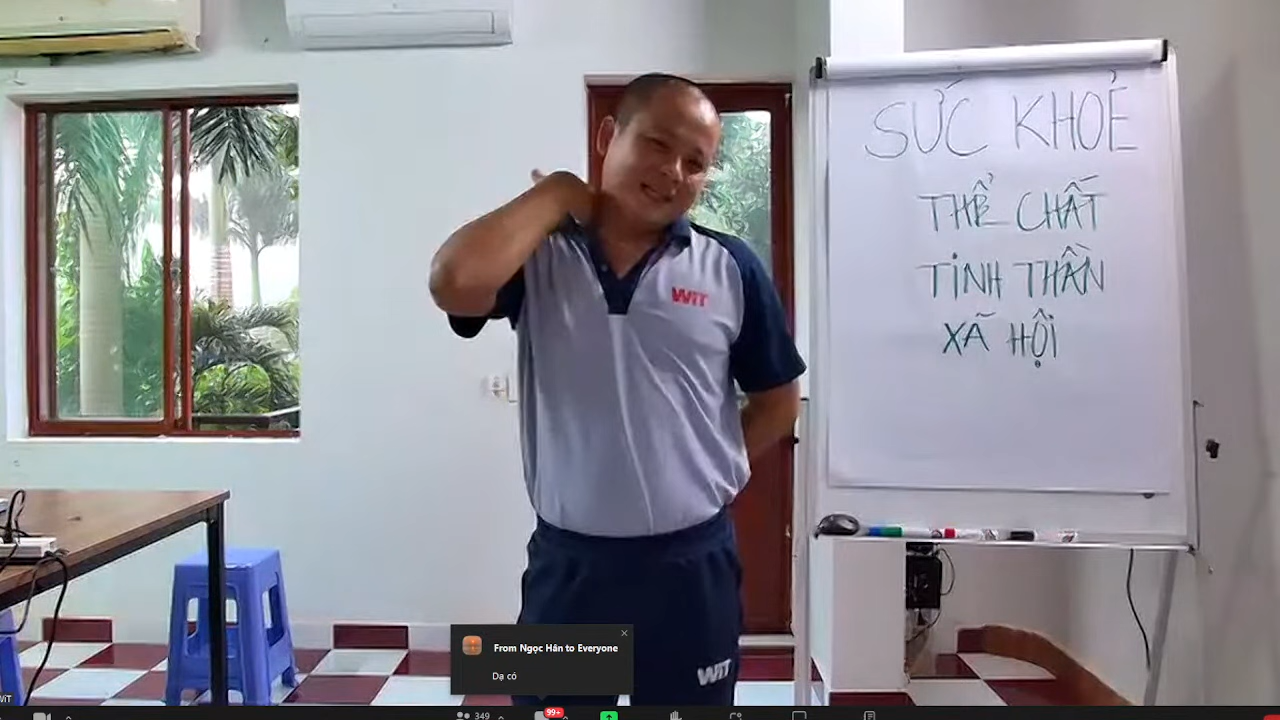 SỨC KHOẺ
THỂ CHẤT
TINH THẦN
XÃ HỘI
WiT
WiT
From Ngọc Hân to Everyone
Dạ có
WiT
349
99+